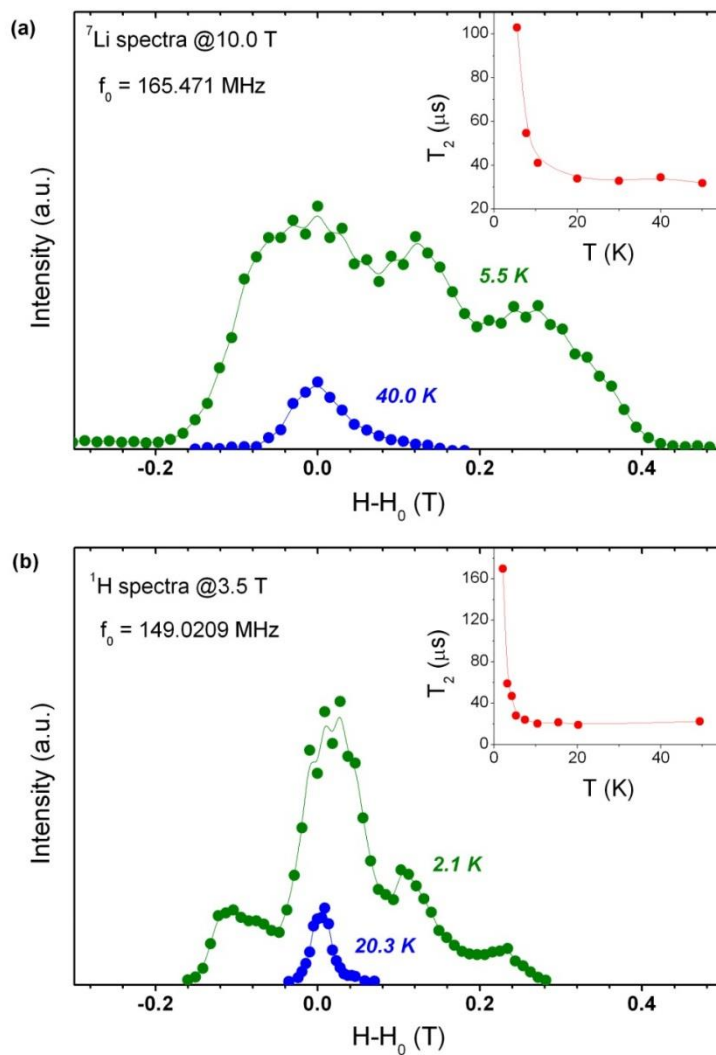 (a)
⁷Li spectra @10.0 T
f₀ = 165.471 MHz
Intensity (a.u.)
5.5 K
40.0 K
-0.2 0.0 0.2 0.4
H-H₀ (T)
T₂ (μs)
100
80
60
40
20
0 20 40
T (K)
(b)
¹H spectra @3.5 T
f₀ = 149.0209 MHz
Intensity (a.u.)
2.1 K
20.3 K
-0.2 0.0 0.2 0.4
H-H₀ (T)
T₂ (μs)
160
120
80
40
0
0 20 40
T (K)